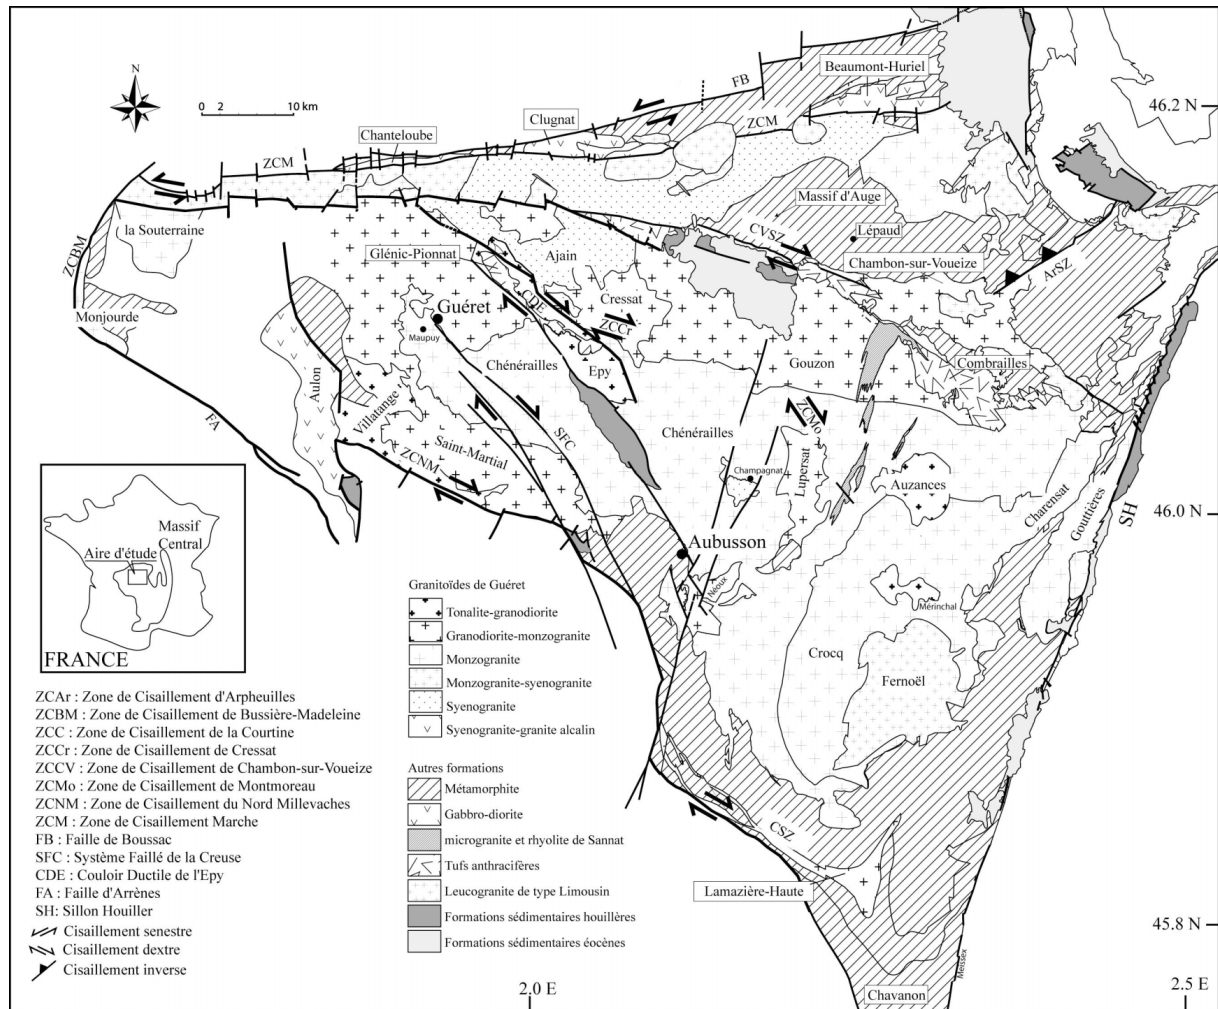 N
0 2 10 km
FB
Beaumont-Huriel
46.2 N
Clugnat
ZCM
Chanteloube
ZCM
Massif d'Auge
la Souterraine
CVSZ
Lépaud
ZCBM
Glénic-Pionnat
Ajain
Chambon-sur-Voueize
ArSZ
CDE
Cressat
Guéret
ZCCr
Monjourde
Maupuy
Chénérailles
Epy
Gouzon
Combrailles
Aulon
Villatange
SFC
Chénérailles
ZCMo
FA
Saint-Martial
ZCNM
Champagnat
Lupersat
Auzances
Charensat
Gouttières
SH
46.0 N
Massif
Central
Aire d'étude
FRANCE
Aubusson
Néoux
Mérinchal
Crocq
Fernoël
Granitoïdes de Guéret
Tonalite-granodiorite
Granodiorite-monzogranite
Monzogranite
Monzogranite-syenogranite
Syenogranite
Syenogranite-granite alcalin
Autres formations
Métamorphite
Gabbro-diorite
microgranite et rhyolite de Sannat
Tufs anthracifères
Leucogranite de type Limousin
Formations sédimentaires houillères
Formations sédimentaires éocènes
ZCAr : Zone de Cisaillement d'Arpheuilles
ZCBM : Zone de Cisaillement de Bussière-Madeleine
ZCC : Zone de Cisaillement de la Courtine
ZCCr : Zone de Cisaillement de Cressat
ZCCV : Zone de Cisaillement de Chambon-sur-Voueize
ZCMo : Zone de Cisaillement de Montmoreau
ZCNM : Zone de Cisaillement du Nord Millevaches
ZCM : Zone de Cisaillement Marche
FB : Faille de Boussac
SFC : Système Faillé de la Creuse
CDE : Couloir Ductile de l'Epy
FA : Faille d'Arrènes
SH: Sillon Houiller
Cisaillement senestre
Cisaillement dextre
Cisaillement inverse
CSZ
Lamazière-Haute
45.8 N
Meissex
Chavanon
2.0 E
2.5 E